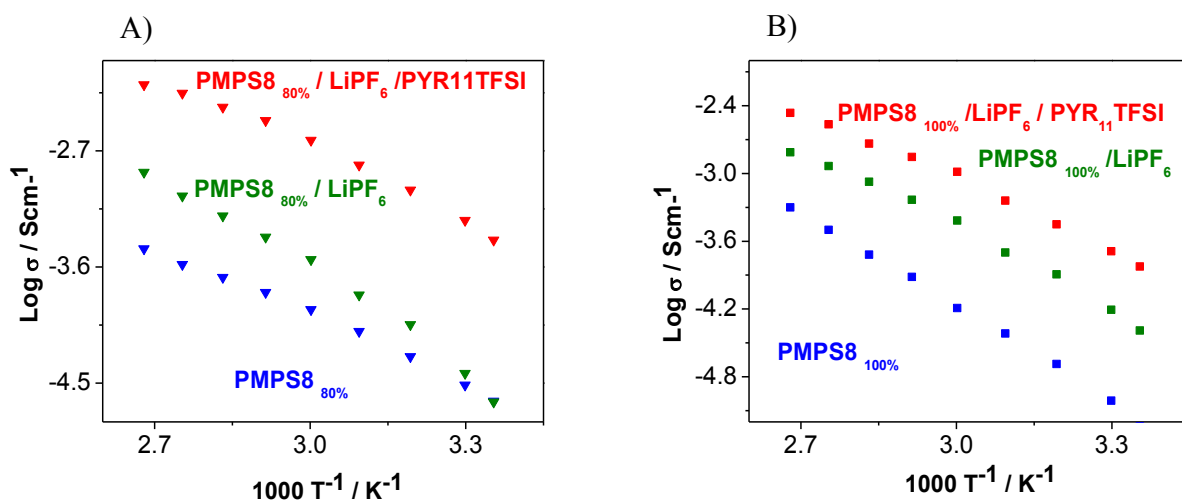 A)
PMPS8 80% / LiPF6 /PYR11TFSI
PMPS8 80% / LiPF6
PMPS8 80%
-2.7
-3.6
-4.5
Log σ / Scm-1
2.7 3.0 3.3
1000 T-1 / K-1
B)
PMPS8 100% /LiPF6 / PYR11TFSI
PMPS8 100% /LiPF6
PMPS8 100%
-2.4
-3.0
-3.6
-4.2
-4.8
Log σ / Scm-1
2.7 3.0 3.3
1000 T-1 / K-1